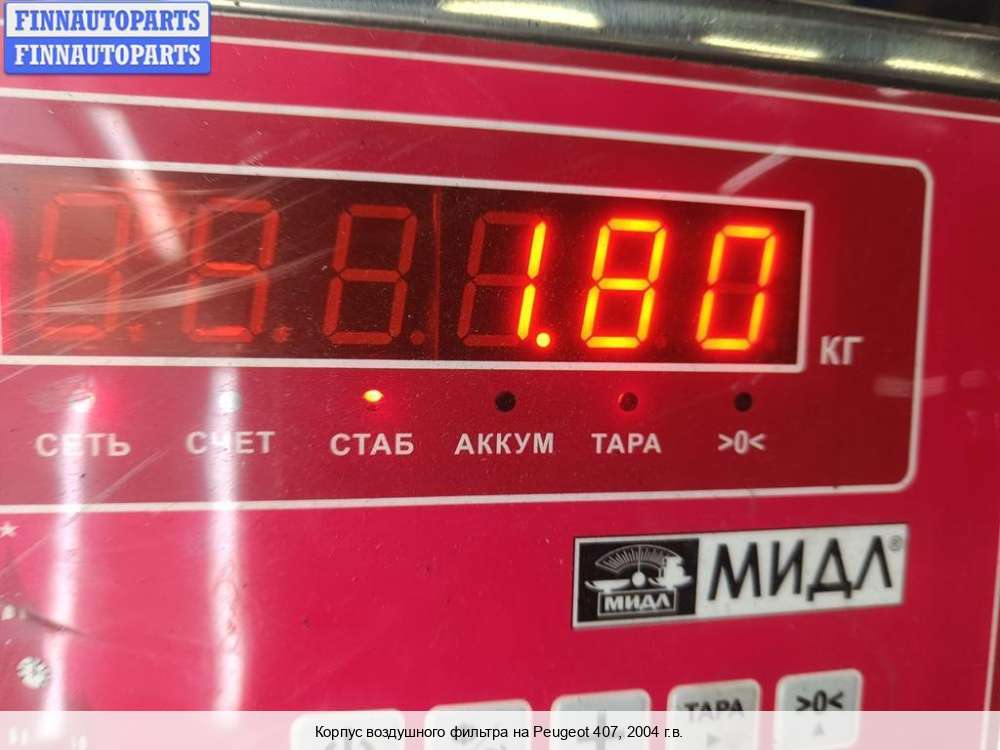 FINNAUTOPARTS
FINNAUTOPARTS
1.80
КГ
СЕТЬ СЧЕТ СТАБ АККУМ ТАРА >0<
МИДЛ
МИДЛ®
ТАРА >0<
Корпус воздушного фильтра на Peugeot 407, 2004 г.в.